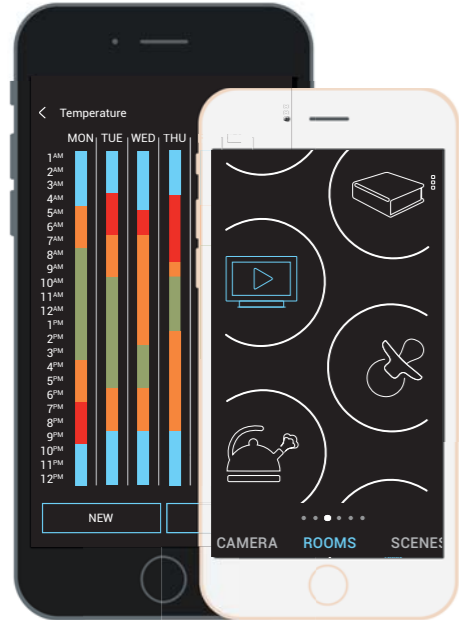 Temperature
MON TUE WED THU
1AM
2AM
3AM
4AM
5AM
6AM
7AM
8AM
9AM
10AM
11AM
12AM
1PM
2PM
3PM
4PM
5PM
6PM
7PM
8PM
9PM
10PM
11PM
12PM
NEW
CAMERA ROOMS SCENES